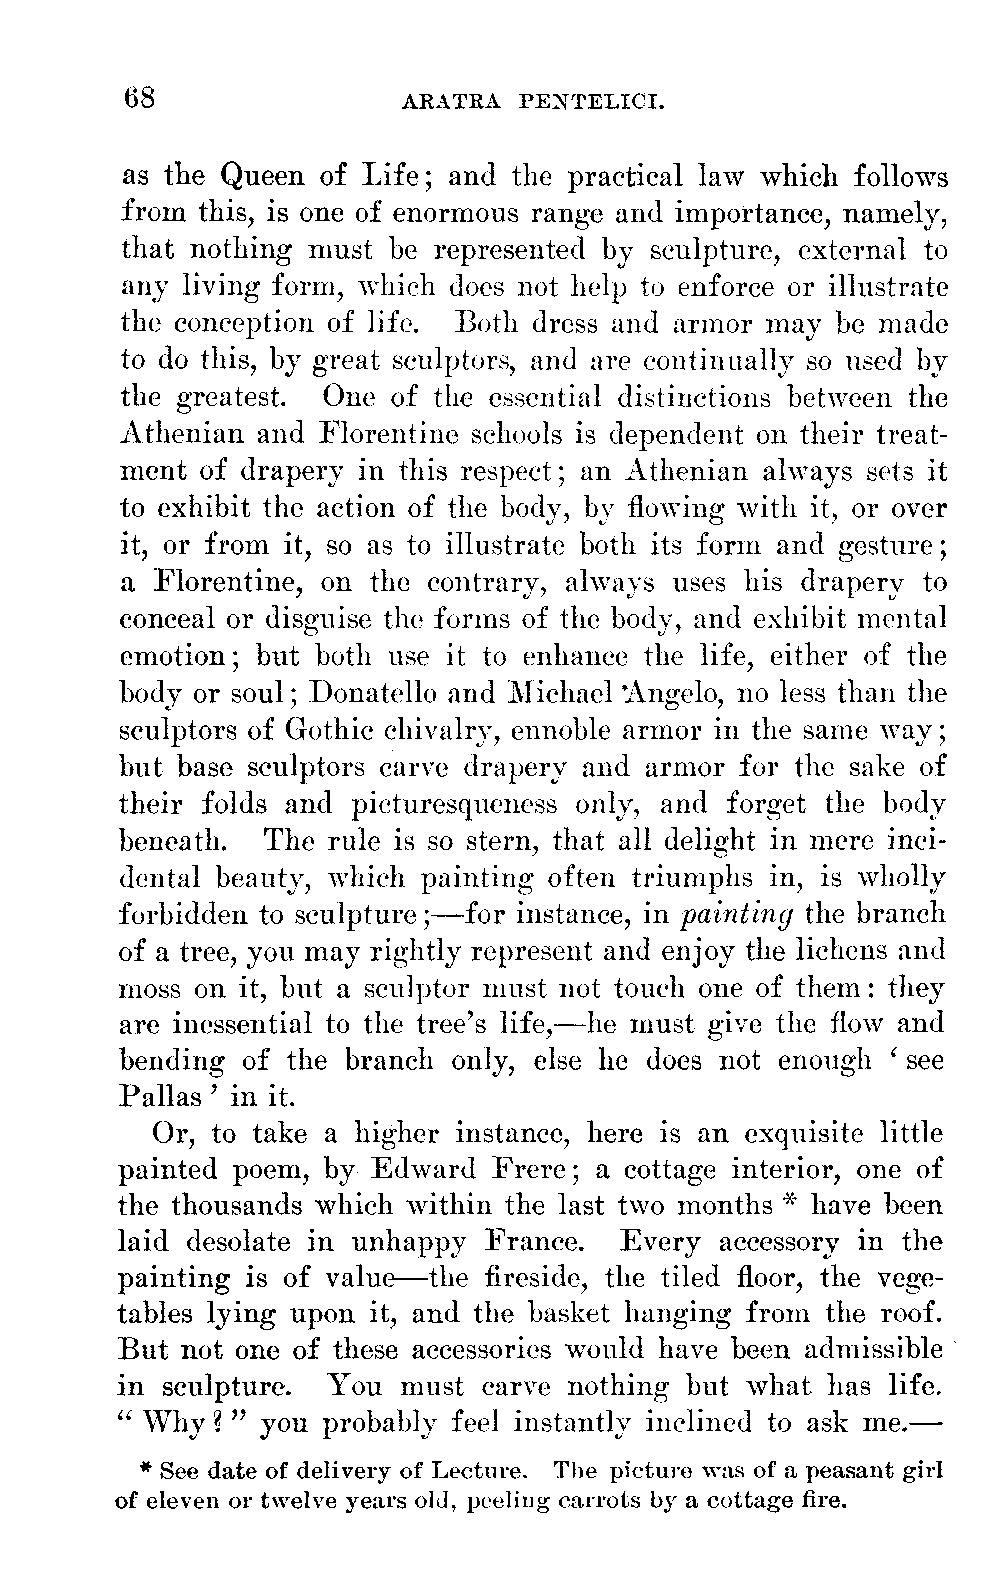 68 ARATRA PENTELICI.
as the Queen of Life; and the practical law which follows
from this, is one of enormous range and importance, namely,
that nothing must be represented by sculpture, external to
any living form, which does not help to enforce or illustrate
the conception of life. Both dress and armor may be made
to do this, by great sculptors, and are continually so used by
the greatest. One of the essential distinctions between the
Athenian and Florentine schools is dependent on their treat-
ment of drapery in this respect; an Athenian always sets it
to exhibit the action of the body, by flowing with it, or over
it, or from it, so as to illustrate both its form and gesture;
a Florentine, on the contrary, always uses his drapery to
conceal or disguise the forms of the body, and exhibit mental
emotion; but both use it to enhance the life, either of the
body or soul; Donatello and Michael 'Angelo, no less than the
sculptors of Gothic chivalry, ennoble armor in the same way;
but base sculptors carve drapery and armor for the sake of
their folds and picturesqueness only, and forget the body
beneath. The rule is so stern, that all delight in mere inci-
dental beauty, which painting often triumphs in, is wholly
forbidden to sculpture;—for instance, in painting the branch
of a tree, you may rightly represent and enjoy the lichens and
moss on it, but a sculptor must not touch one of them: they
are inessential to the tree's life,—he must give the flow and
bending of the branch only, else he does not enough ‘see
Pallas’ in it.
Or, to take a higher instance, here is an exquisite little
painted poem, by Edward Frere; a cottage interior, one of
the thousands which within the last two months * have been
laid desolate in unhappy France. Every accessory in the
painting is of value—the fireside, the tiled floor, the vege-
tables lying upon it, and the basket hanging from the roof.
But not one of these accessories would have been admissible
in sculpture. You must carve nothing but what has life.
“Why?” you probably feel instantly inclined to ask me.—
* See date of delivery of Lecture. The picture was of a peasant girl
of eleven or twelve years old, peeling carrots by a cottage fire.